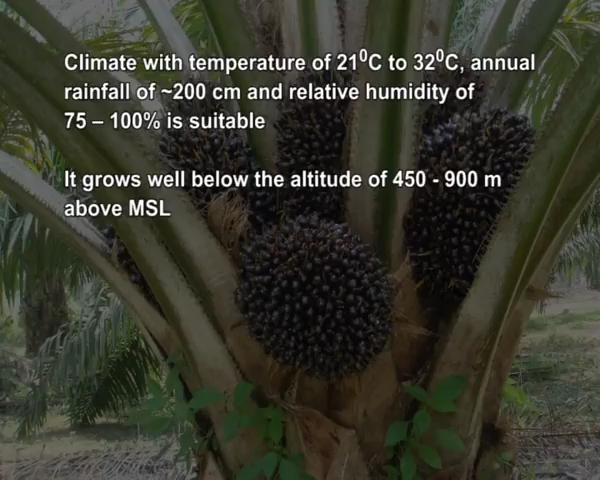 Climate with temperature of 21⁰C to 32⁰C, annual
rainfall of ~200 cm and relative humidity of
75 – 100% is suitable
It grows well below the altitude of 450 - 900 m
above MSL